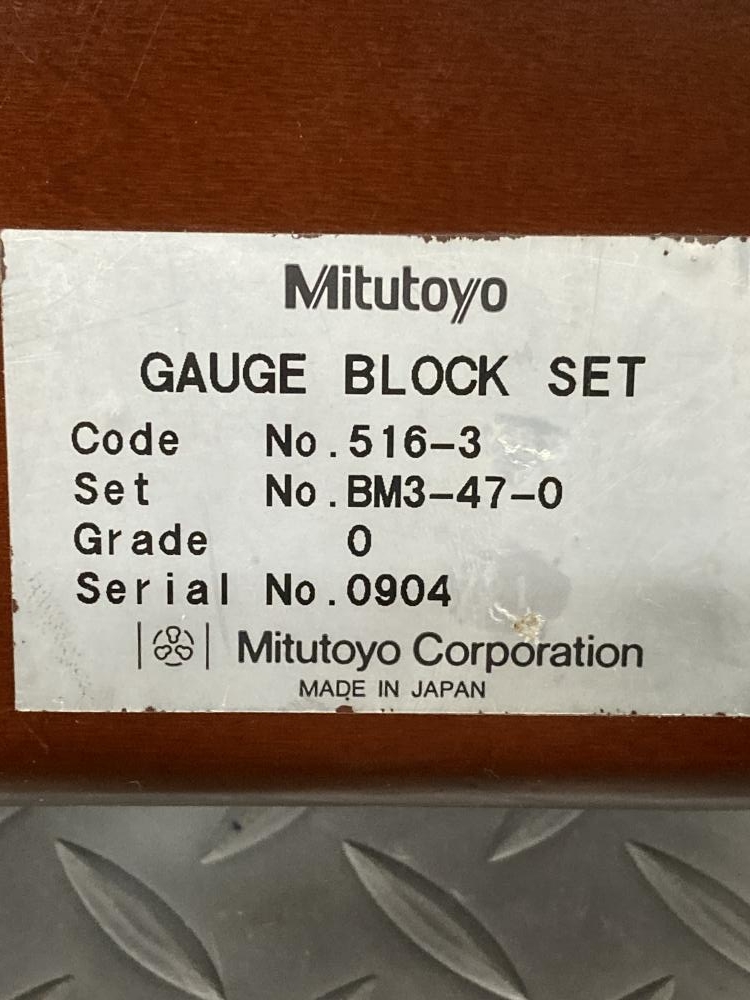 Mitutoyo
GAUGE BLOCK SET
Code No.516-3
Set No.BM3-47-0
Grade 0
Serial No.0904
Mitutoyo Corporation
MADE IN JAPAN